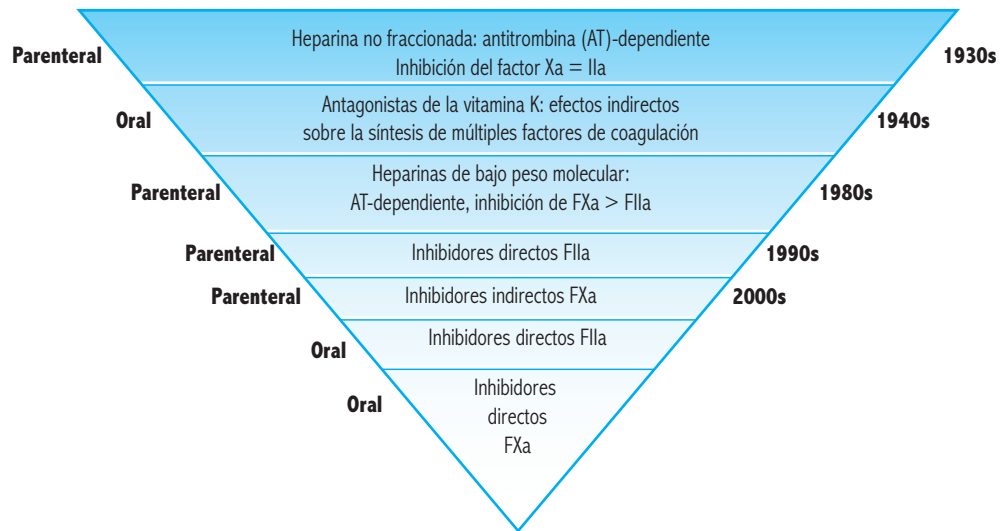 Parenteral
Heparina no fraccionada: antitrombina (AT)-dependiente
Inhibición del factor Xa = IIa
1930s
Oral
Antagonistas de la vitamina K: efectos indirectos
sobre la síntesis de múltiples factores de coagulación
1940s
Parenteral
Heparinas de bajo peso molecular:
AT-dependiente, inhibición de FXa > FIIa
1980s
Parenteral
Inhibidores directos FIIa
1990s
Parenteral
Inhibidores indirectos FXa
2000s
Oral
Inhibidores directos FIIa
Oral
Inhibidores
directos
FXa